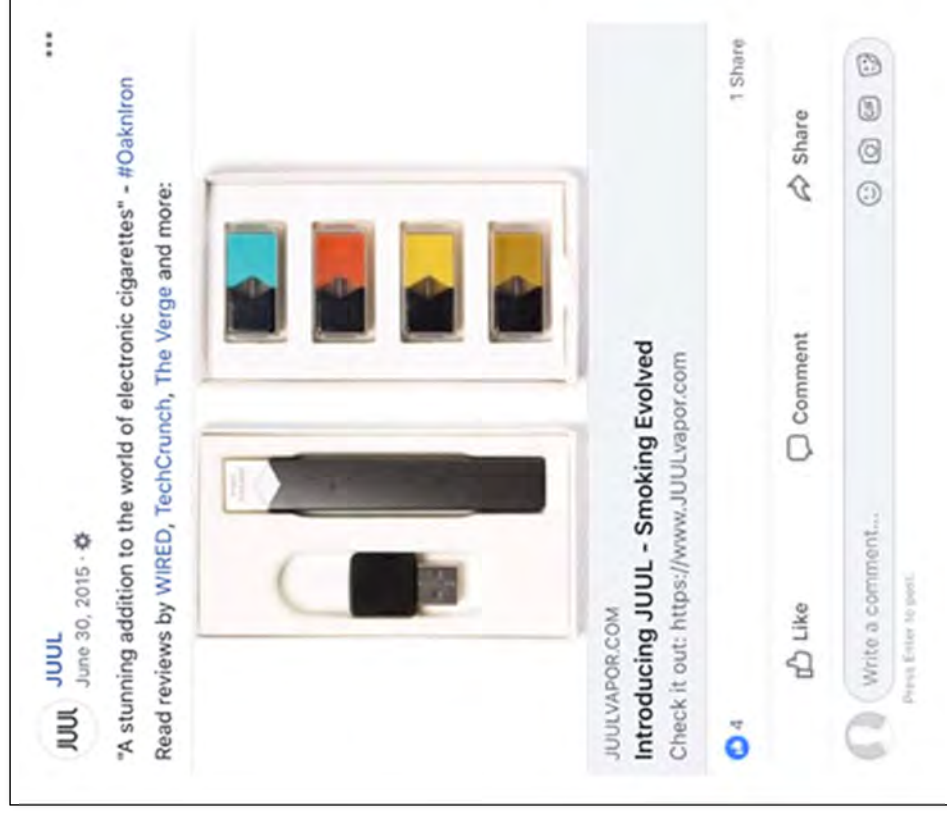 JUUL
JUUL
June 30, 2015 ·
"A stunning addition to the world of electronic cigarettes" - #OaknIron
Read reviews by WIRED, TechCrunch, The Verge and more:
JUULVAPOR.COM
Introducing JUUL - Smoking Evolved
Check it out: https://www.JUULvapor.com
4
1 Share
Like
Comment
Share
Write a comment...
GIF
Press Enter to post.